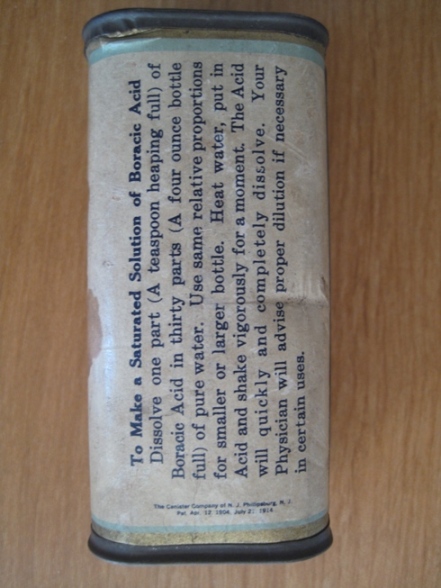 To Make a Saturated Solution of Boracic Acid
Dissolve one part (A teaspoon heaping full) of
Boracic Acid in thirty parts (A four ounce bottle
full) of pure water. Use same relative proportions
for smaller or larger bottle. Heat water, put in
Acid and shake vigorously for a moment. The Acid
will quickly and completely dissolve. Your
Physician will advise proper dilution if necessary
in certain uses.
The Canister Company of N. J. Phillipsburg, N. J.
Pat. Apr. 12 1904, July 21 1914